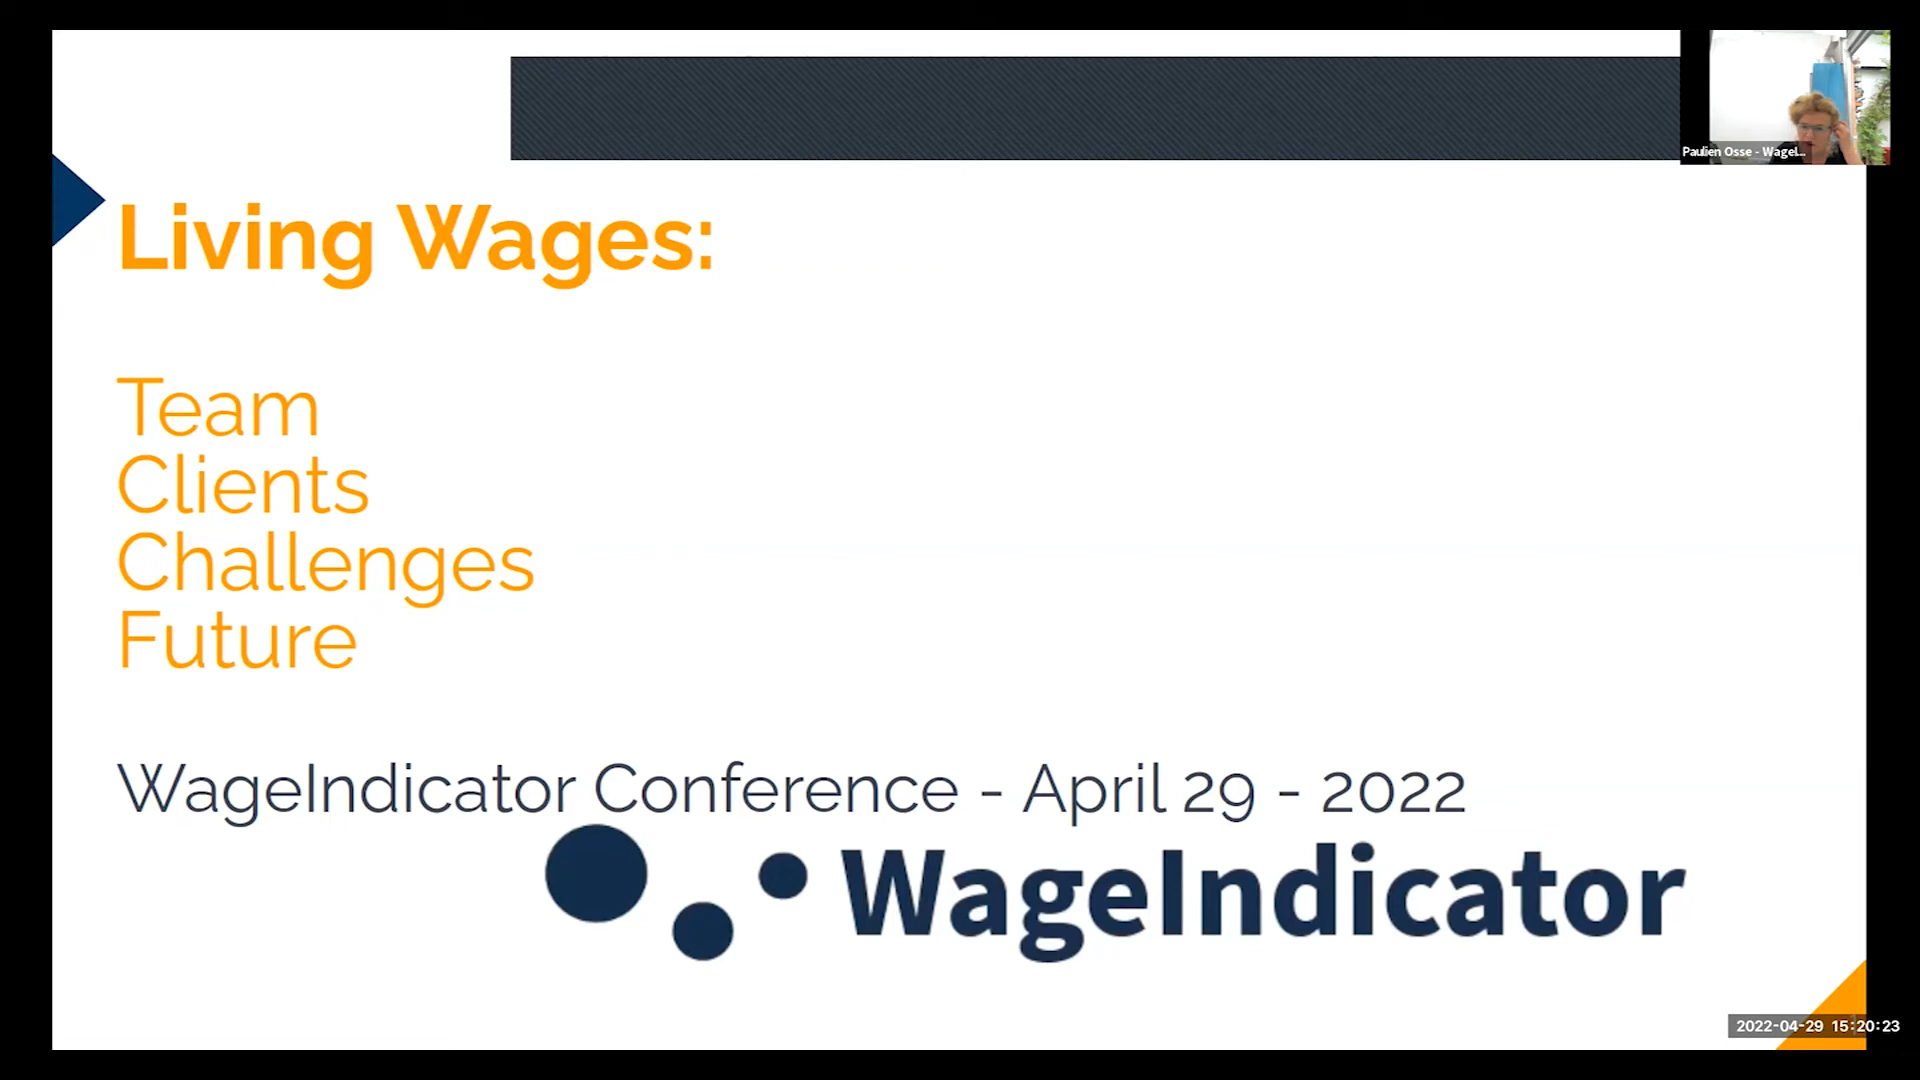 Paulien Osse - WageI...
Living Wages:
Team
Clients
Challenges
Future
WageIndicator Conference - April 29 - 2022
WageIndicator
2022-04-29 15:20:23